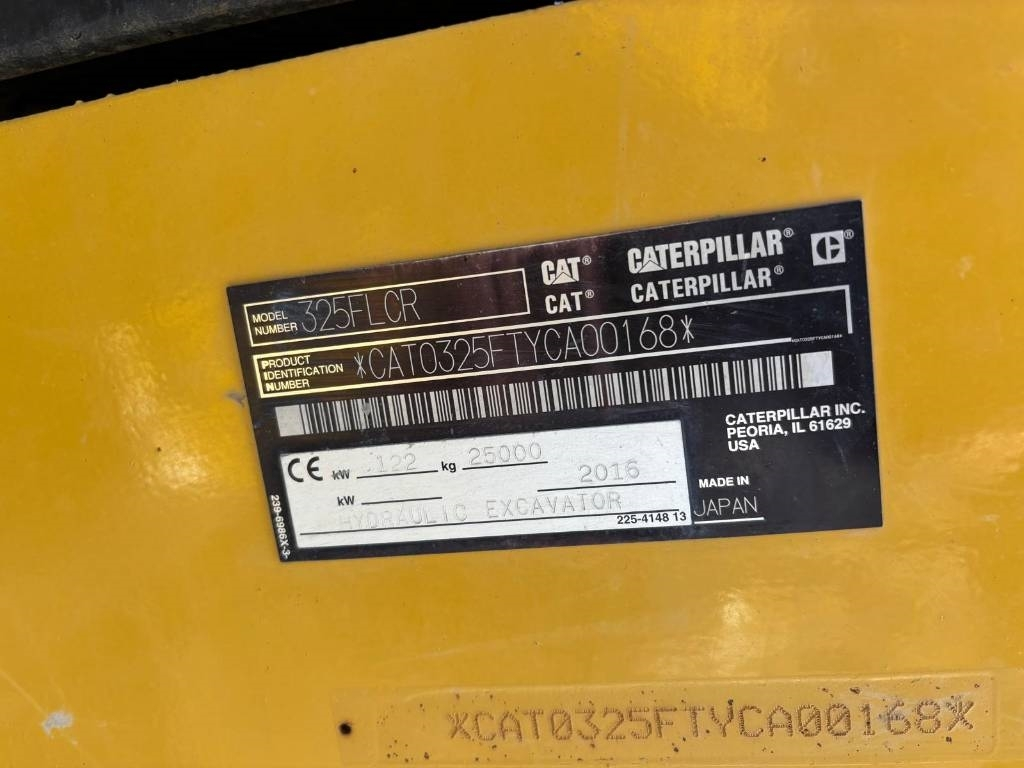 MODEL NUMBER 325FLCR
CAT® CATERPILLAR® ®
CAT® CATERPILLAR®
PRODUCT IDENTIFICATION NUMBER *CAT0325FTYCA00168*
*CAT0325FTYCA00168*
CATERPILLAR INC.
PEORIA, IL 61629
USA
CE kW 122 kg 25000
kW 2016
HYDRAULIC EXCAVATOR
225-4148 13
MADE IN
JAPAN
239-6986X-3-
*CAT0325FTYCA00168*